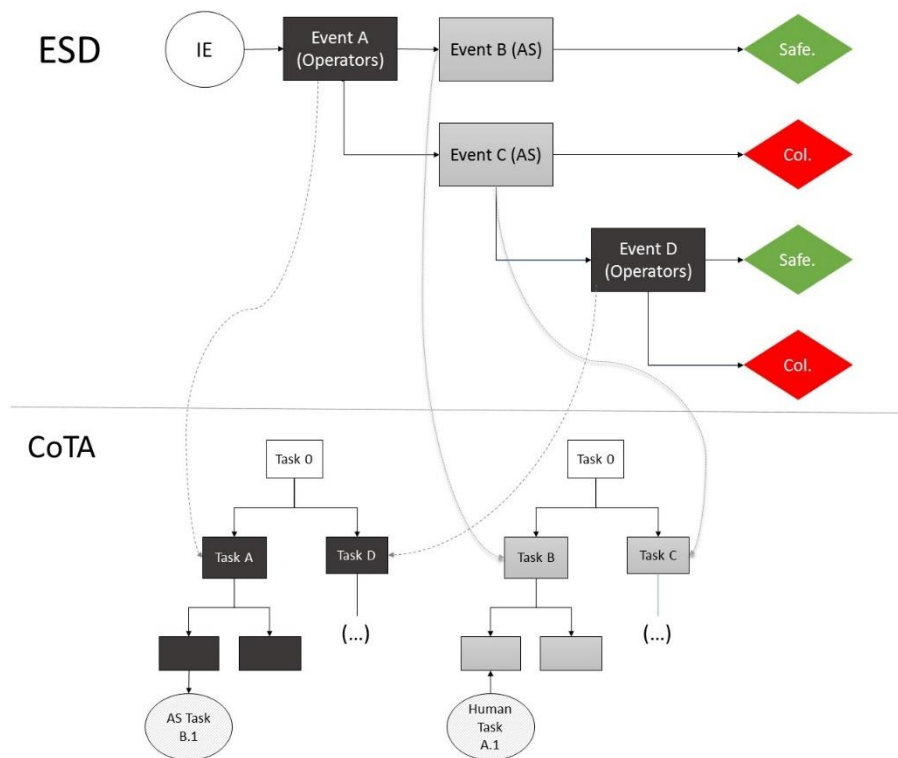 ESD
IE
Event A
(Operators)
Event B (AS)
Safe.
Event C (AS)
Col.
Event D
(Operators)
Safe.
Col.
CoTA
Task 0
Task 0
Task A
Task D
Task B
Task C
(...)
(...)
AS Task
B.1
Human
Task
A.1